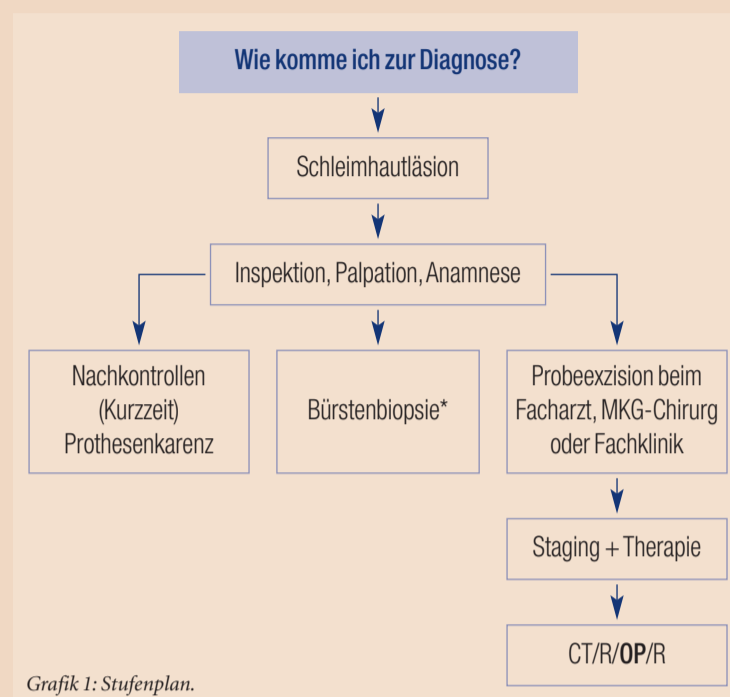 Wie komme ich zur Diagnose?
Schleimhautläsion
Inspektion, Palpation, Anamnese
Nachkontrollen
(Kurzzeit)
Prothesenkarenz
Bürstenbiopsie*
Probeexzision beim
Facharzt, MKG-Chirurg
oder Fachklinik
Staging + Therapie
CT/R/OP/R
Grafik 1: Stufenplan.